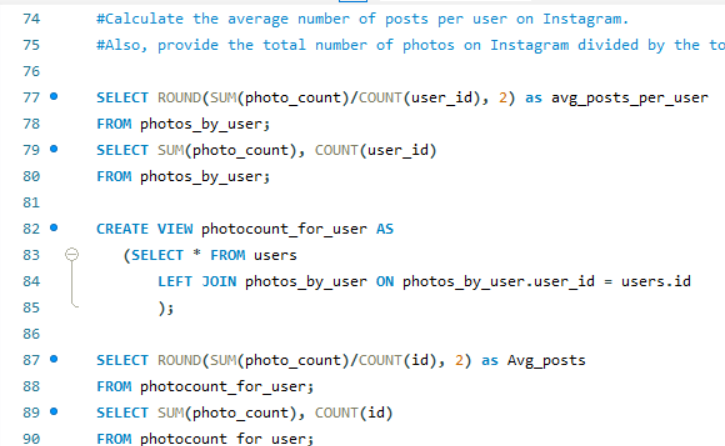 74 #Calculate the average number of posts per user on Instagram.
75 #Also, provide the total number of photos on Instagram divided by the
76
77 SELECT ROUND(SUM(photo_count)/COUNT(user_id), 2) as avg_posts_per_user
78 FROM photos_by_user;
79 SELECT SUM(photo_count), COUNT(user_id)
80 FROM photos_by_user;
81
82 CREATE VIEW photocount_for_user AS
83 (SELECT * FROM users
84 LEFT JOIN photos_by_user ON photos_by_user.user_id = users.id
85 );
86
87 SELECT ROUND(SUM(photo_count)/COUNT(id), 2) as Avg_posts
88 FROM photocount_for_user;
89 SELECT SUM(photo_count), COUNT(id)
90 FROM photocount_for_user;